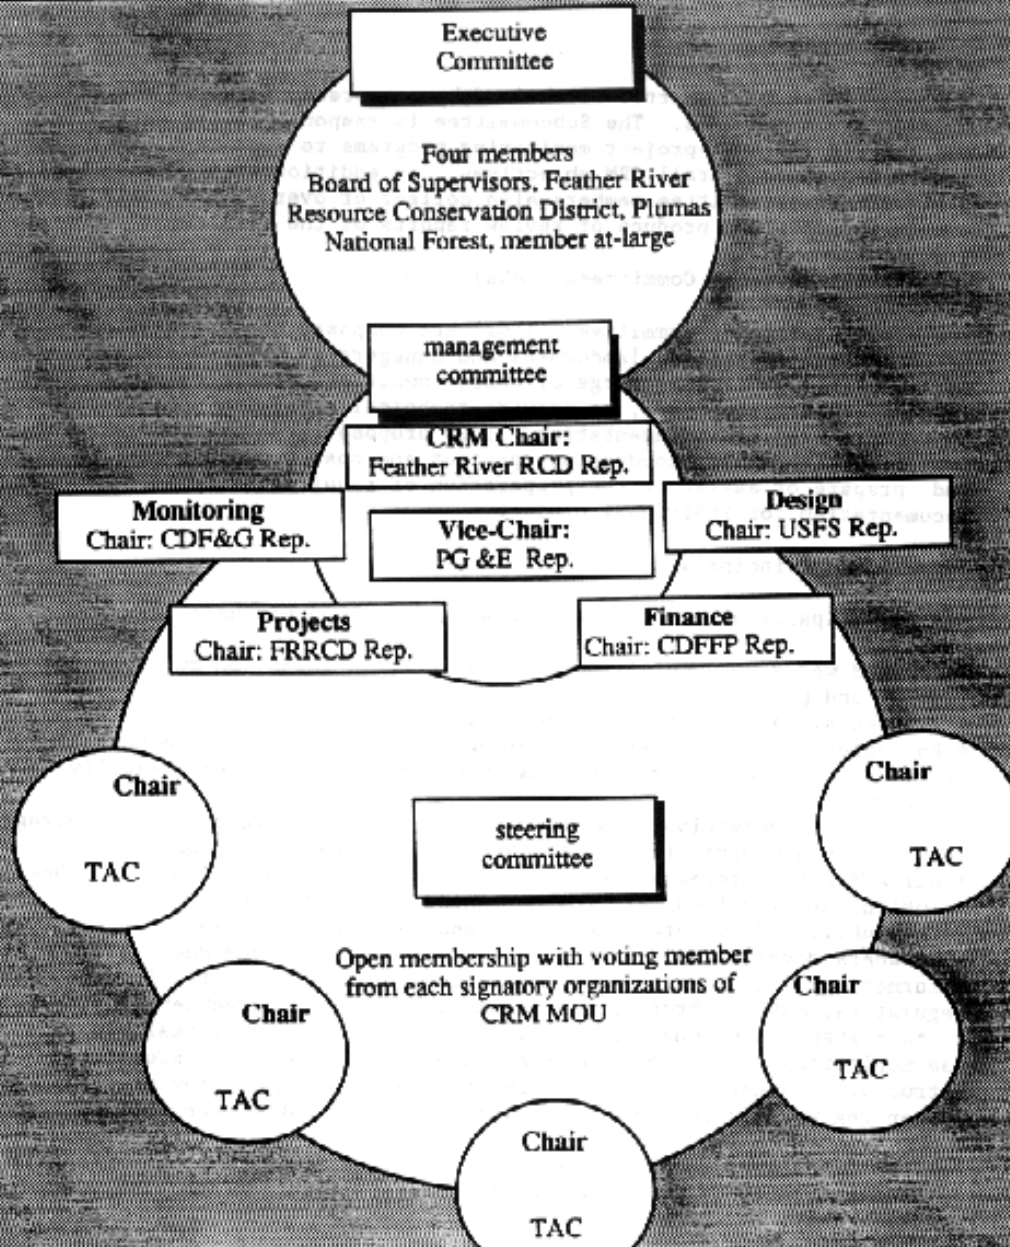 Executive
Committee
Four members
Board of Supervisors, Feather River
Resource Conservation District, Plumas
National Forest, member at-large
management
committee
CRM Chair:
Feather River RCD Rep.
Monitoring
Chair: CDF&G Rep.
Design
Chair: USFS Rep.
Vice-Chair:
PG &E Rep.
Projects
Chair: FRRCD Rep.
Finance
Chair: CDFFP Rep.
Chair
TAC
Chair
TAC
steering
committee
Open membership with voting member
from each signatory organizations of
CRM MOU
Chair
TAC
Chair
TAC
Chair
TAC